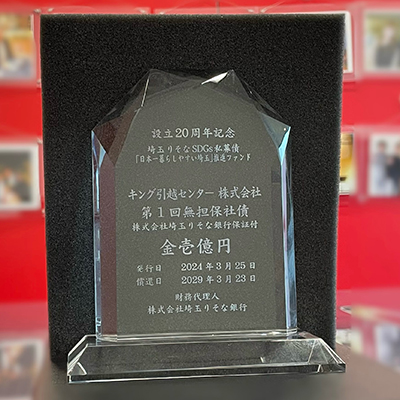 設立20周年記念
埼玉りそなSDGs私募債
「日本一暮らしやすい埼玉」推進ファンド
キング引越センター 株式会社
第1回無担保社債
株式会社埼玉りそな銀行保証付
金壱億円
発行日 2024年3月25日
償還日 2029年3月23日
財務代理人
株式会社埼玉りそな銀行